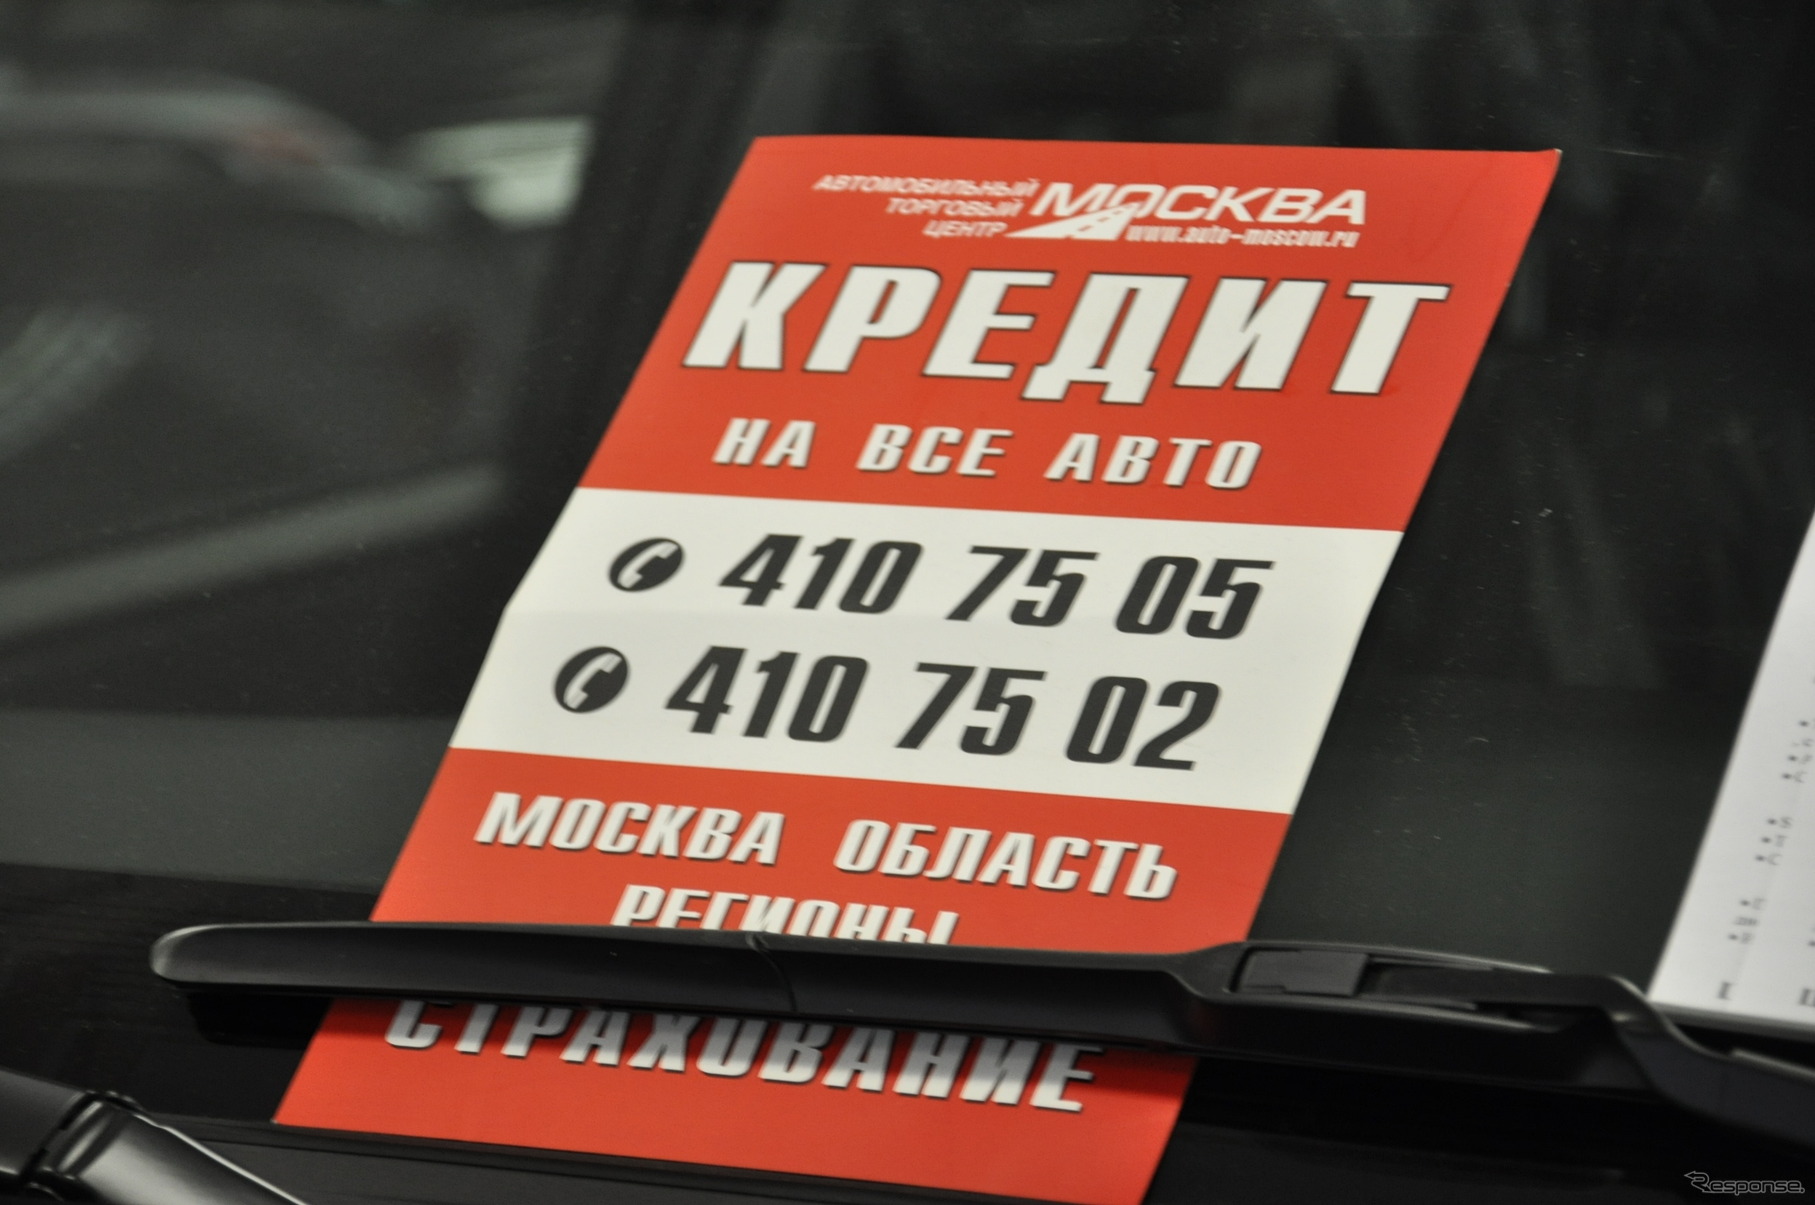 АВТОМОБИЛЬНЫЙ
ТОРГОВЫЙ
ЦЕНТР
МОСКВА
www.auto-moscow.ru
КРЕДИТ
НА ВСЕ АВТО
410 75 05
410 75 02
МОСКВА ОБЛАСТЬ
РЕГИОНЫ
СТРАХОВАНИЕ
Response.